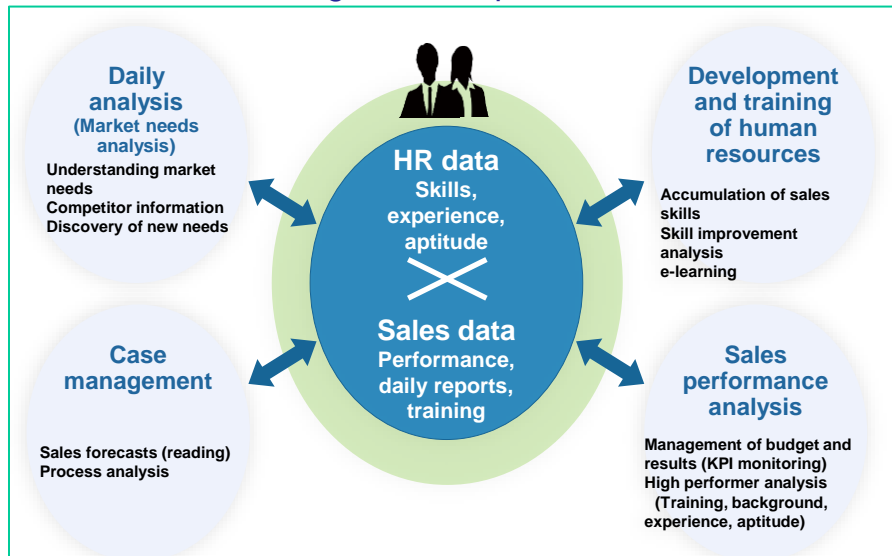 Daily
analysis
(Market needs
analysis)
Understanding market
needs
Competitor information
Discovery of new needs
HR data
Skills,
experience,
aptitude
Sales data
Performance,
daily reports,
training
Development
and training
of human
resources
Accumulation of sales
skills
Skill improvement
analysis
e-learning
Case
management
Sales forecasts (reading)
Process analysis
Sales
performance
analysis
Management of budget and
results (KPI monitoring)
High performer analysis
(Training, background,
experience, aptitude)